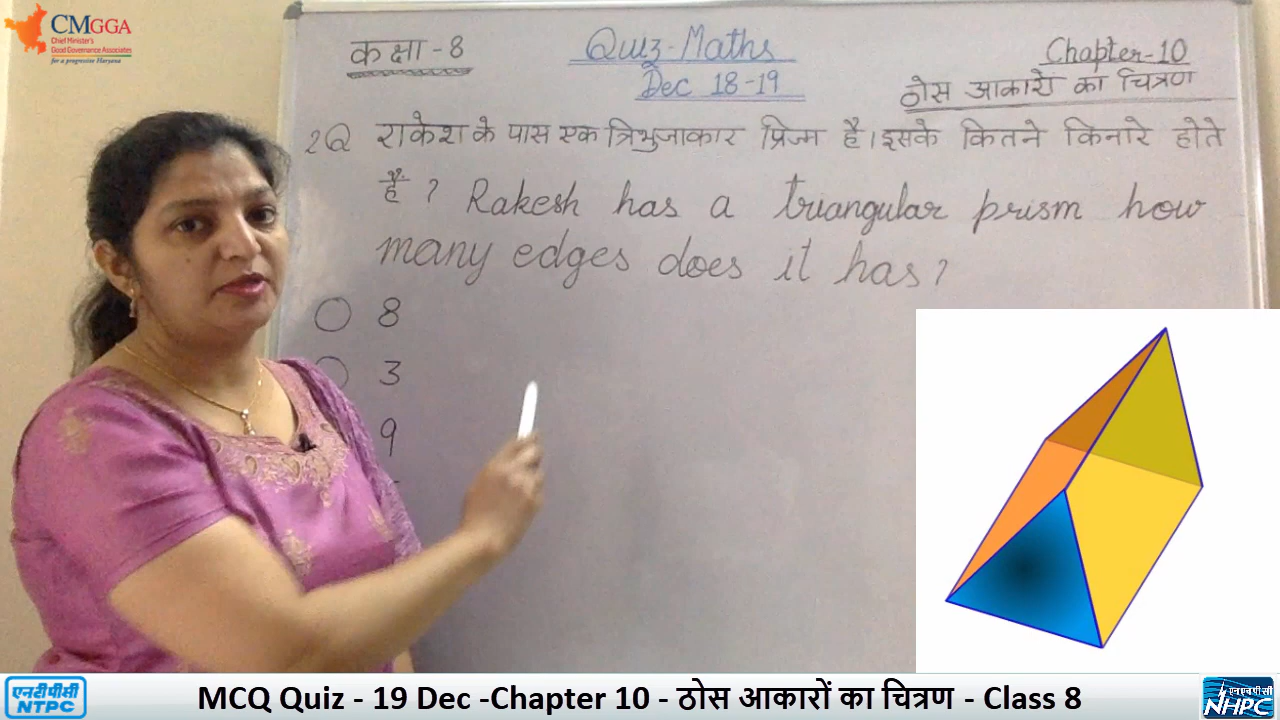 CMGGA
Chief Minister's
Good Governance Associates
for a progressive Haryana
कक्षा - 8
Quiz-Maths
Dec 18-19
Chapter-10
ठोस आकारों का चित्रण
2Q राकेश के पास एक त्रिभुजाकार प्रिज्म है। इसके कितने किनारे होते
हैं ? Rakesh has a triangular prism how
many edges does it has?
8
3
9
एनटीपीसी
NTPC
MCQ Quiz - 19 Dec -Chapter 10 - ठोस आकारों का चित्रण - Class 8
एनएचपीसी
NHPC